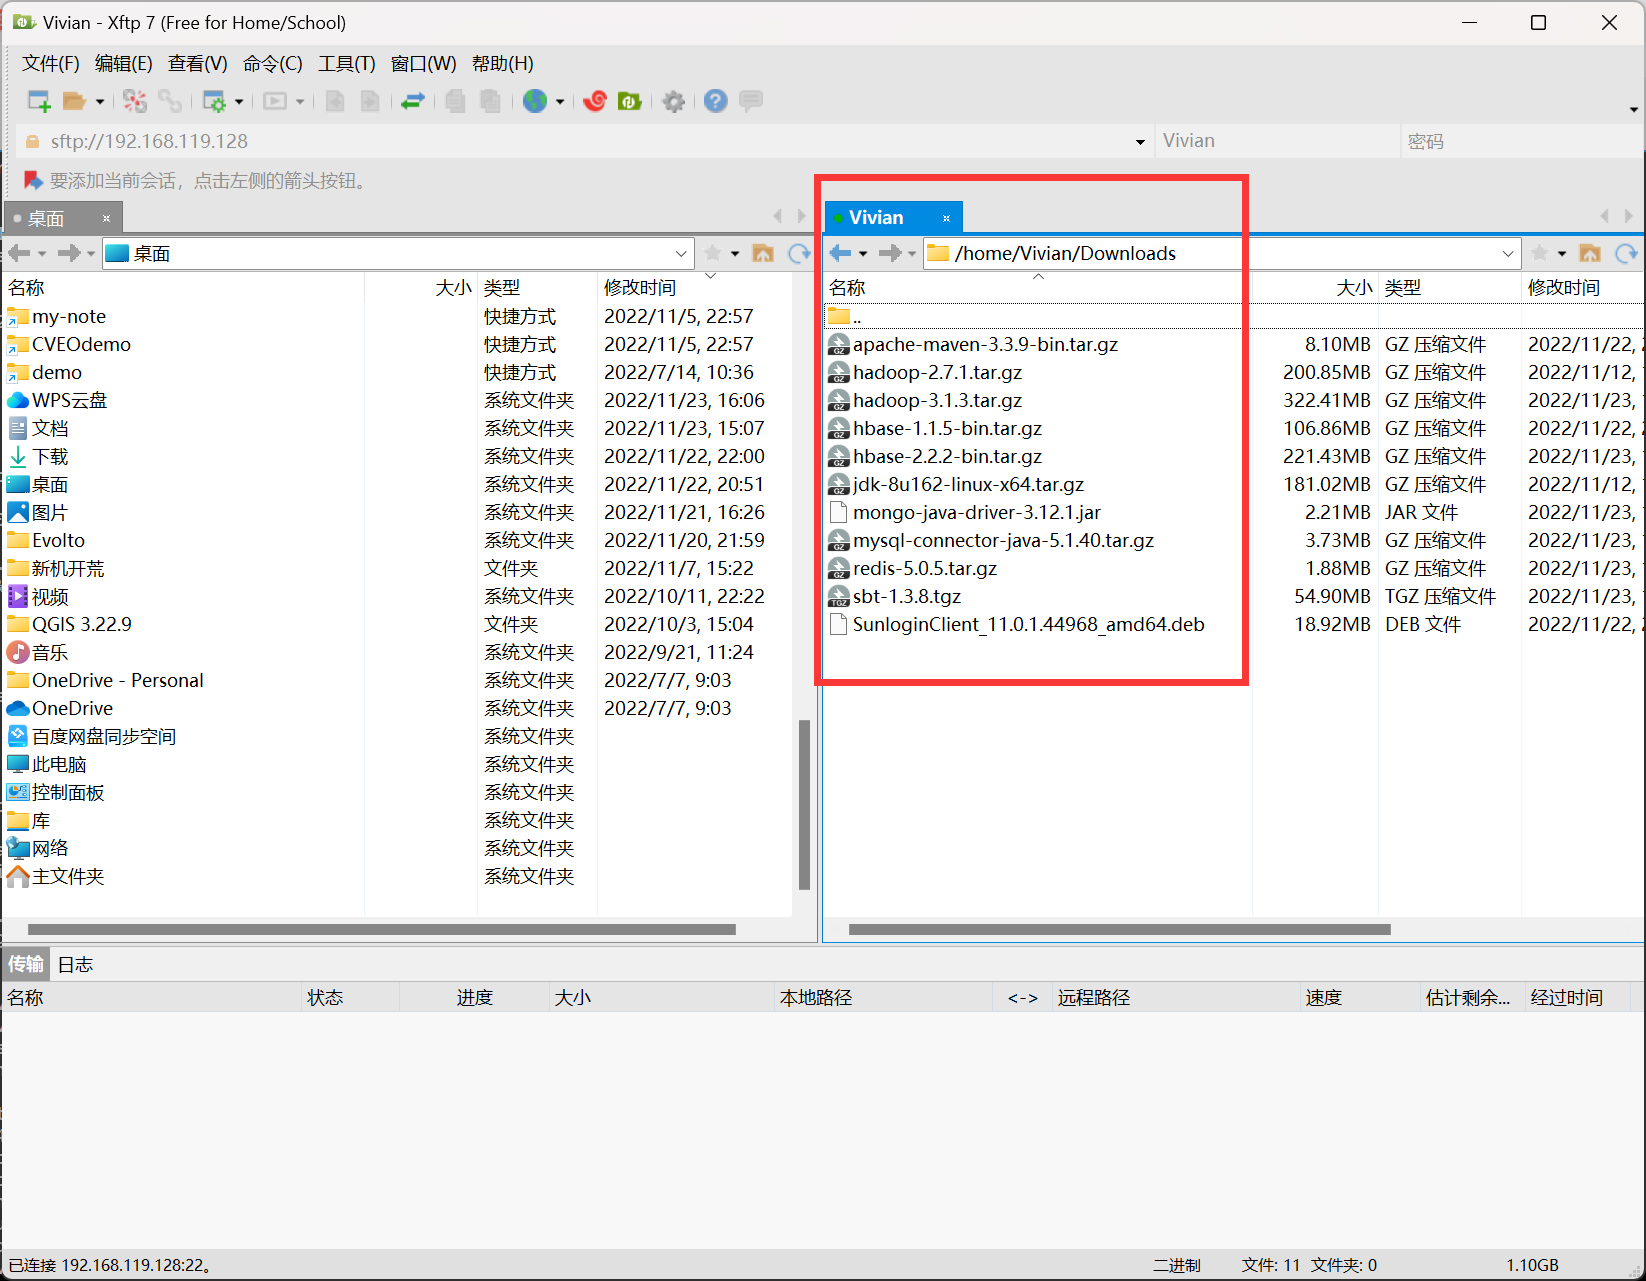 Vivian - Xftp 7 (Free for Home/School)
文件(F) 编辑(E) 查看(V) 命令(C) 工具(T) 窗口(W) 帮助(H)
sftp://192.168.119.128 Vivian 密码
要添加当前会话，点击左侧的箭头按钮。
桌面
桌面
名称 大小 类型 修改时间
my-note 快捷方式 2022/11/5, 22:57
CVEOdemo 快捷方式 2022/11/5, 22:57
demo 快捷方式 2022/7/14, 10:36
WPS云盘 系统文件夹 2022/11/23, 16:06
文档 系统文件夹 2022/11/23, 15:07
下载 系统文件夹 2022/11/22, 22:00
桌面 系统文件夹 2022/11/22, 20:51
图片 系统文件夹 2022/11/21, 16:26
Evolto 系统文件夹 2022/11/20, 21:59
新机开荒 文件夹 2022/11/7, 15:22
视频 系统文件夹 2022/10/11, 22:22
QGIS 3.22.9 文件夹 2022/10/3, 15:04
音乐 系统文件夹 2022/9/21, 11:24
OneDrive - Personal 系统文件夹 2022/7/7, 9:03
OneDrive 系统文件夹 2022/7/7, 9:03
百度网盘同步空间 系统文件夹
此电脑 系统文件夹
控制面板 系统文件夹
库 系统文件夹
网络 系统文件夹
主文件夹 系统文件夹
Vivian
/home/Vivian/Downloads
名称 大小 类型 修改时间
..
apache-maven-3.3.9-bin.tar.gz 8.10MB GZ 压缩文件 2022/11/22,
hadoop-2.7.1.tar.gz 200.85MB GZ 压缩文件 2022/11/12,
hadoop-3.1.3.tar.gz 322.41MB GZ 压缩文件 2022/11/23,
hbase-1.1.5-bin.tar.gz 106.86MB GZ 压缩文件 2022/11/22,
hbase-2.2.2-bin.tar.gz 221.43MB GZ 压缩文件 2022/11/23,
jdk-8u162-linux-x64.tar.gz 181.02MB GZ 压缩文件 2022/11/12,
mongo-java-driver-3.12.1.jar 2.21MB JAR 文件 2022/11/23,
mysql-connector-java-5.1.40.tar.gz 3.73MB GZ 压缩文件 2022/11/23,
redis-5.0.5.tar.gz 1.88MB GZ 压缩文件 2022/11/23,
sbt-1.3.8.tgz 54.90MB TGZ 压缩文件 2022/11/23,
SunloginClient_11.0.1.44968_amd64.deb 18.92MB DEB 文件 2022/11/22,
传输 日志
名称 状态 进度 大小 本地路径 <-> 远程路径 速度 估计剩余... 经过时间
已连接 192.168.119.128:22。 二进制 文件: 11 文件夹: 0 1.10GB